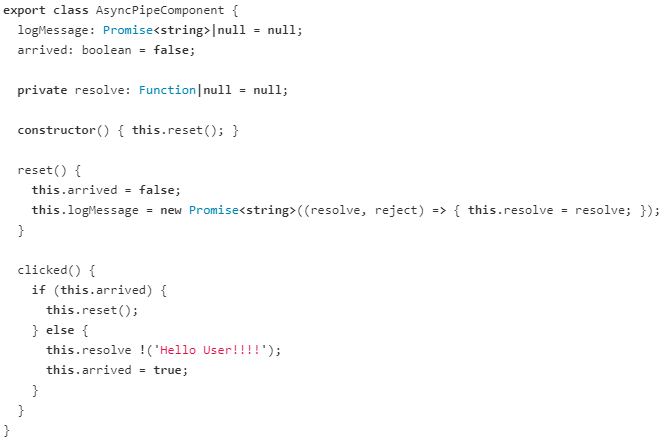 export class AsyncPipeComponent {
  logMessage: Promise<string>|null = null;
  arrived: boolean = false;

  private resolve: Function|null = null;

  constructor() { this.reset(); }

  reset() {
    this.arrived = false;
    this.logMessage = new Promise<string>((resolve, reject) => { this.resolve = resolve; });
  }

  clicked() {
    if (this.arrived) {
      this.reset();
    } else {
      this.resolve !('Hello User!!!!');
      this.arrived = true;
    }
  }
}